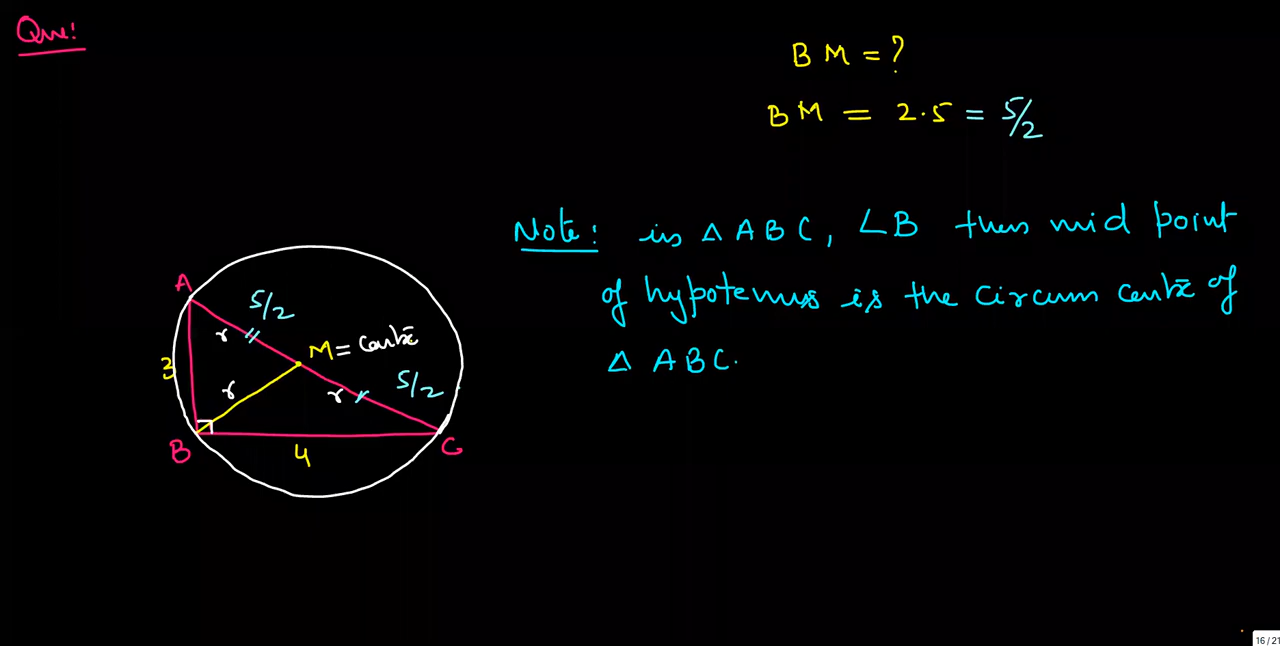 Que:
BM = ?
BM = 2.5 = 5/2
Note: in △ ABC, ∠B then mid point
of hypotenus is the circum centre of
△ ABC.
A
5/2
r
M = centre
3
r
r
5/2
B
4
C
16 / 21